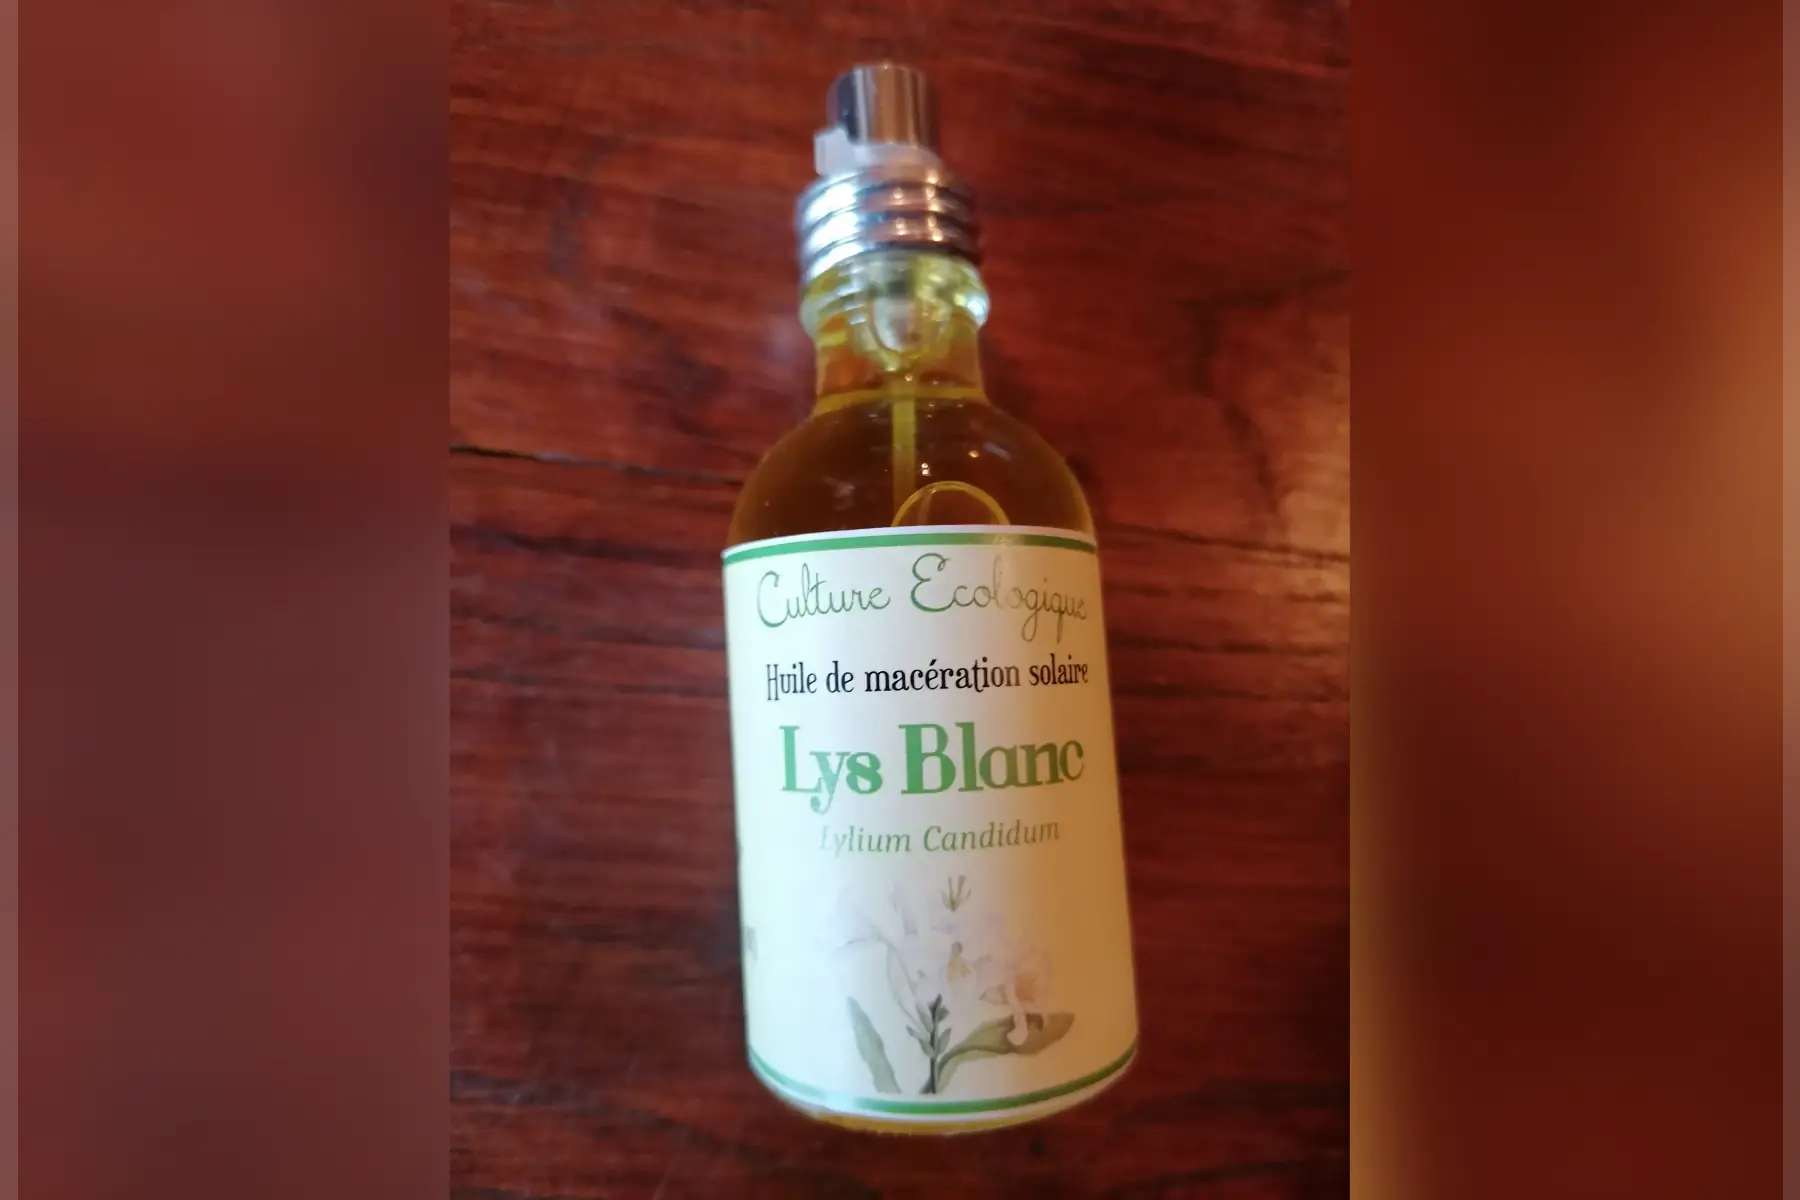 Culture Ecologique
Huile de macération solaire
Lys Blanc
Lylium Candidum